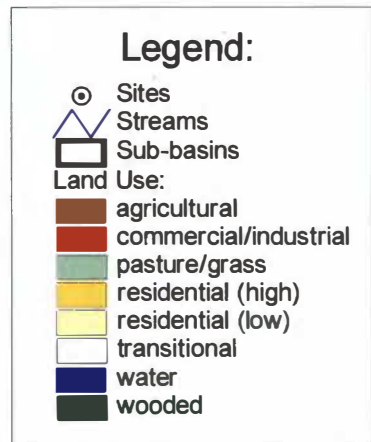 Legend:
Sites
Streams
Sub-basins
Land Use:
agricultural
commercial/industrial
pasture/grass
residential (high)
residential (low)
transitional
water
wooded